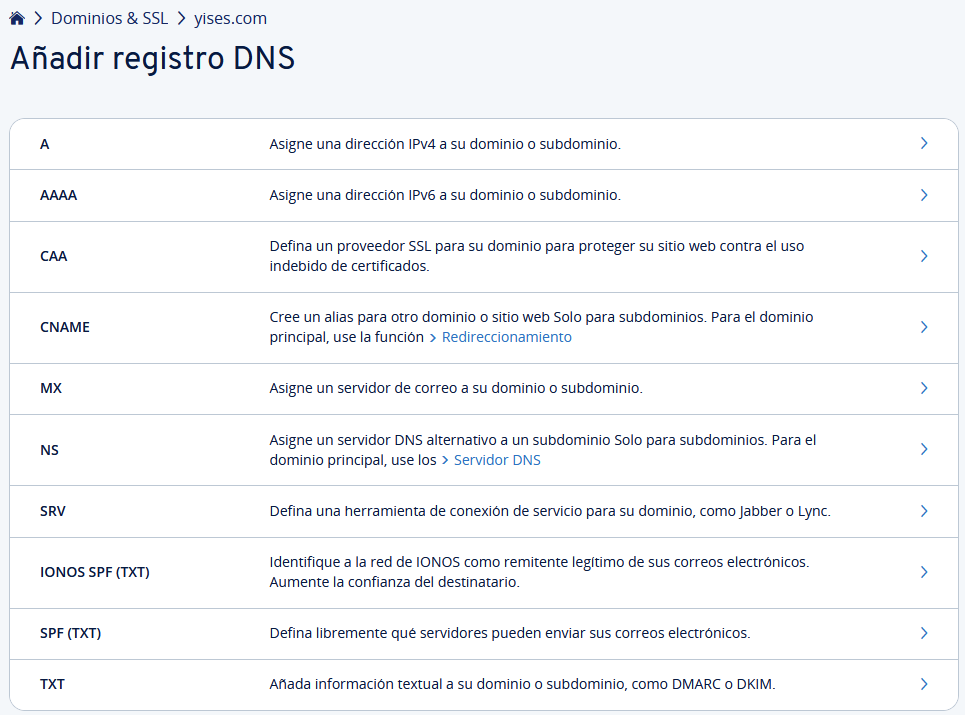 Dominios & SSL > yises.com
Añadir registro DNS
A Asigne una dirección IPv4 a su dominio o subdominio.
AAAA Asigne una dirección IPv6 a su dominio o subdominio.
CAA Defina un proveedor SSL para su dominio para proteger su sitio web contra el uso
indebido de certificados.
CNAME Cree un alias para otro dominio o sitio web Solo para subdominios. Para el dominio
principal, use la función > Redireccionamiento
MX Asigne un servidor de correo a su dominio o subdominio.
NS Asigne un servidor DNS alternativo a un subdominio Solo para subdominios. Para el
dominio principal, use los > Servidor DNS
SRV Defina una herramienta de conexión de servicio para su dominio, como Jabber o Lync.
IONOS SPF (TXT) Identifique a la red de IONOS como remitente legítimo de sus correos electrónicos.
Aumente la confianza del destinatario.
SPF (TXT) Defina libremente qué servidores pueden enviar sus correos electrónicos.
TXT Añada información textual a su dominio o subdominio, como DMARC o DKIM.